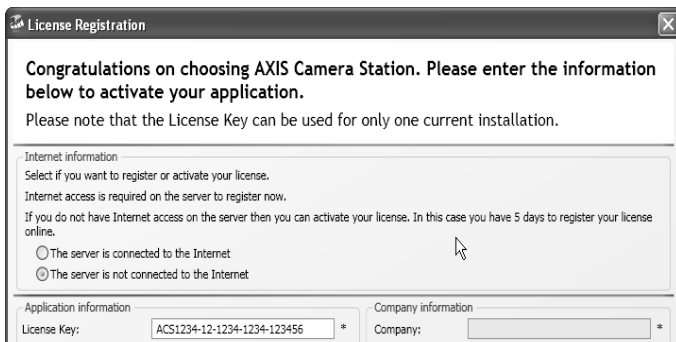 License Registration
Congratulations on choosing AXIS Camera Station. Please enter the information
below to activate your application.
Please note that the License Key can be used for only one current installation.
Internet information
Select if you want to register or activate your license.
Internet access is required on the server to register now.
If you do not have Internet access on the server then you can activate your license. In this case you have 5 days to register your license
online.
The server is connected to the Internet
The server is not connected to the Internet
Application information
Company information
License Key: ACS1234-12-1234-1234-123456 * Company: *